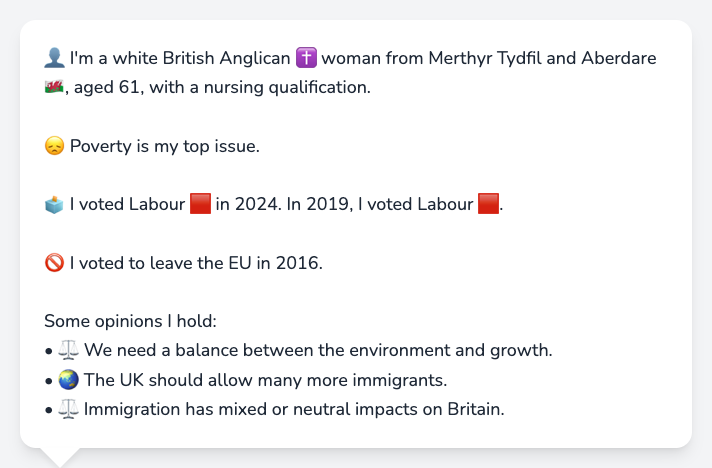 👤 I'm a white British Anglican ✝️ woman from Merthyr Tydfil and Aberdare
🏴󠁧󠁢󠁷󠁬󠁳󠁿, aged 61, with a nursing qualification.
😞 Poverty is my top issue.
🗳️ I voted Labour 🟥 in 2024. In 2019, I voted Labour 🟥.
🚫 I voted to leave the EU in 2016.
Some opinions I hold:
• ⚖️ We need a balance between the environment and growth.
• 🌏 The UK should allow many more immigrants.
• ⚖️ Immigration has mixed or neutral impacts on Britain.